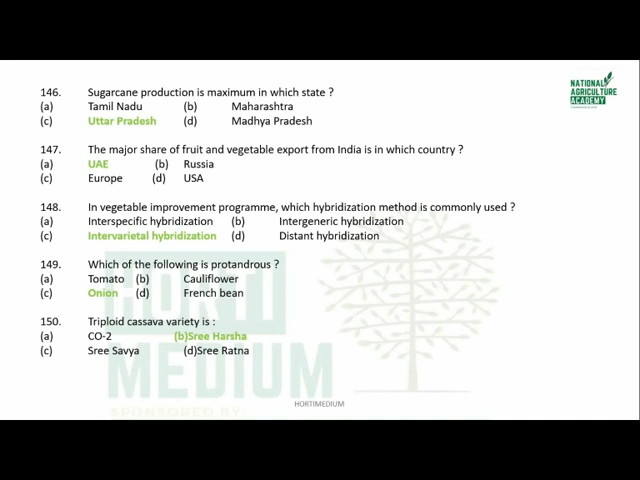 NATIONAL
AGRICULTURE
ACADEMY
146. Sugarcane production is maximum in which state ?
(a) Tamil Nadu (b) Maharashtra
(c) Uttar Pradesh (d) Madhya Pradesh
147. The major share of fruit and vegetable export from India is in which country ?
(a) UAE (b) Russia
(c) Europe (d) USA
148. In vegetable improvement programme, which hybridization method is commonly used ?
(a) Interspecific hybridization (b) Intergeneric hybridization
(c) Intervarietal hybridization (d) Distant hybridization
149. Which of the following is protandrous ?
(a) Tomato (b) Cauliflower
(c) Onion (d) French bean
150. Triploid cassava variety is :
(a) CO-2 (b)Sree Harsha
(c) Sree Savya (d)Sree Ratna
HORTI
MEDIUM
SPONSORED BY:
HORTIMEDIUM